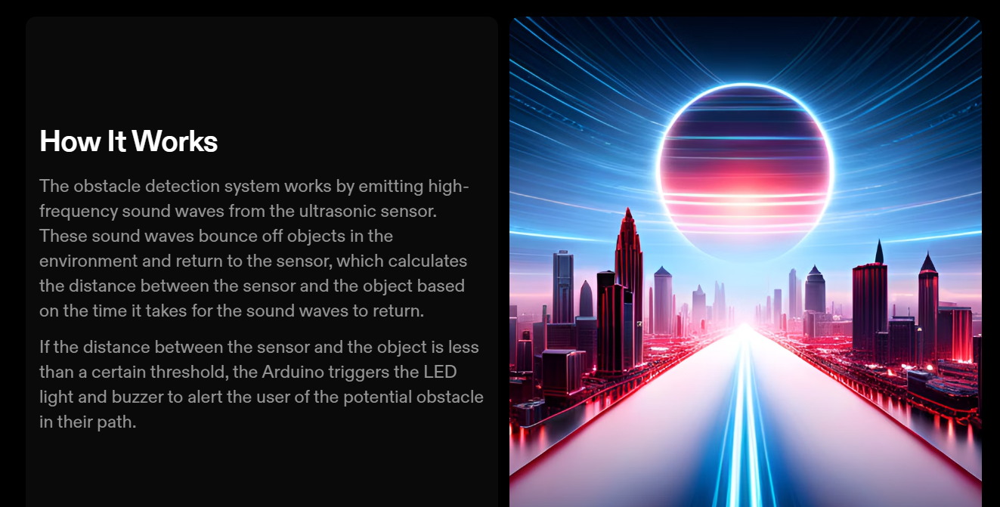 How It Works
The obstacle detection system works by emitting high-
frequency sound waves from the ultrasonic sensor.
These sound waves bounce off objects in the
environment and return to the sensor, which calculates
the distance between the sensor and the object based
on the time it takes for the sound waves to return.
If the distance between the sensor and the object is less
than a certain threshold, the Arduino triggers the LED
light and buzzer to alert the user of the potential obstacle
in their path.